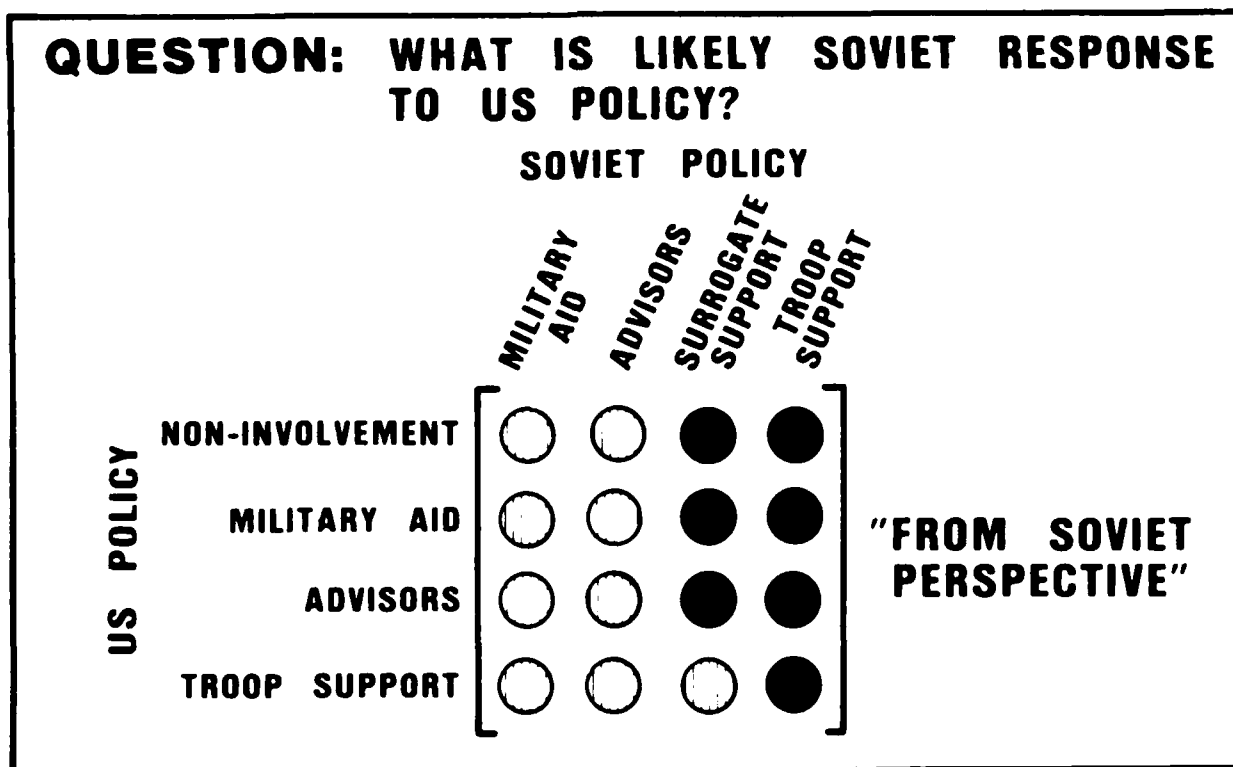 QUESTION: WHAT IS LIKELY SOVIET RESPONSE
TO US POLICY?
SOVIET POLICY
MILITARY
AID
ADVISORS
SURROGATE
SUPPORT
TROOP
SUPPORT
US POLICY
NON-INVOLVEMENT
MILITARY AID
ADVISORS
TROOP SUPPORT
"FROM SOVIET
PERSPECTIVE"